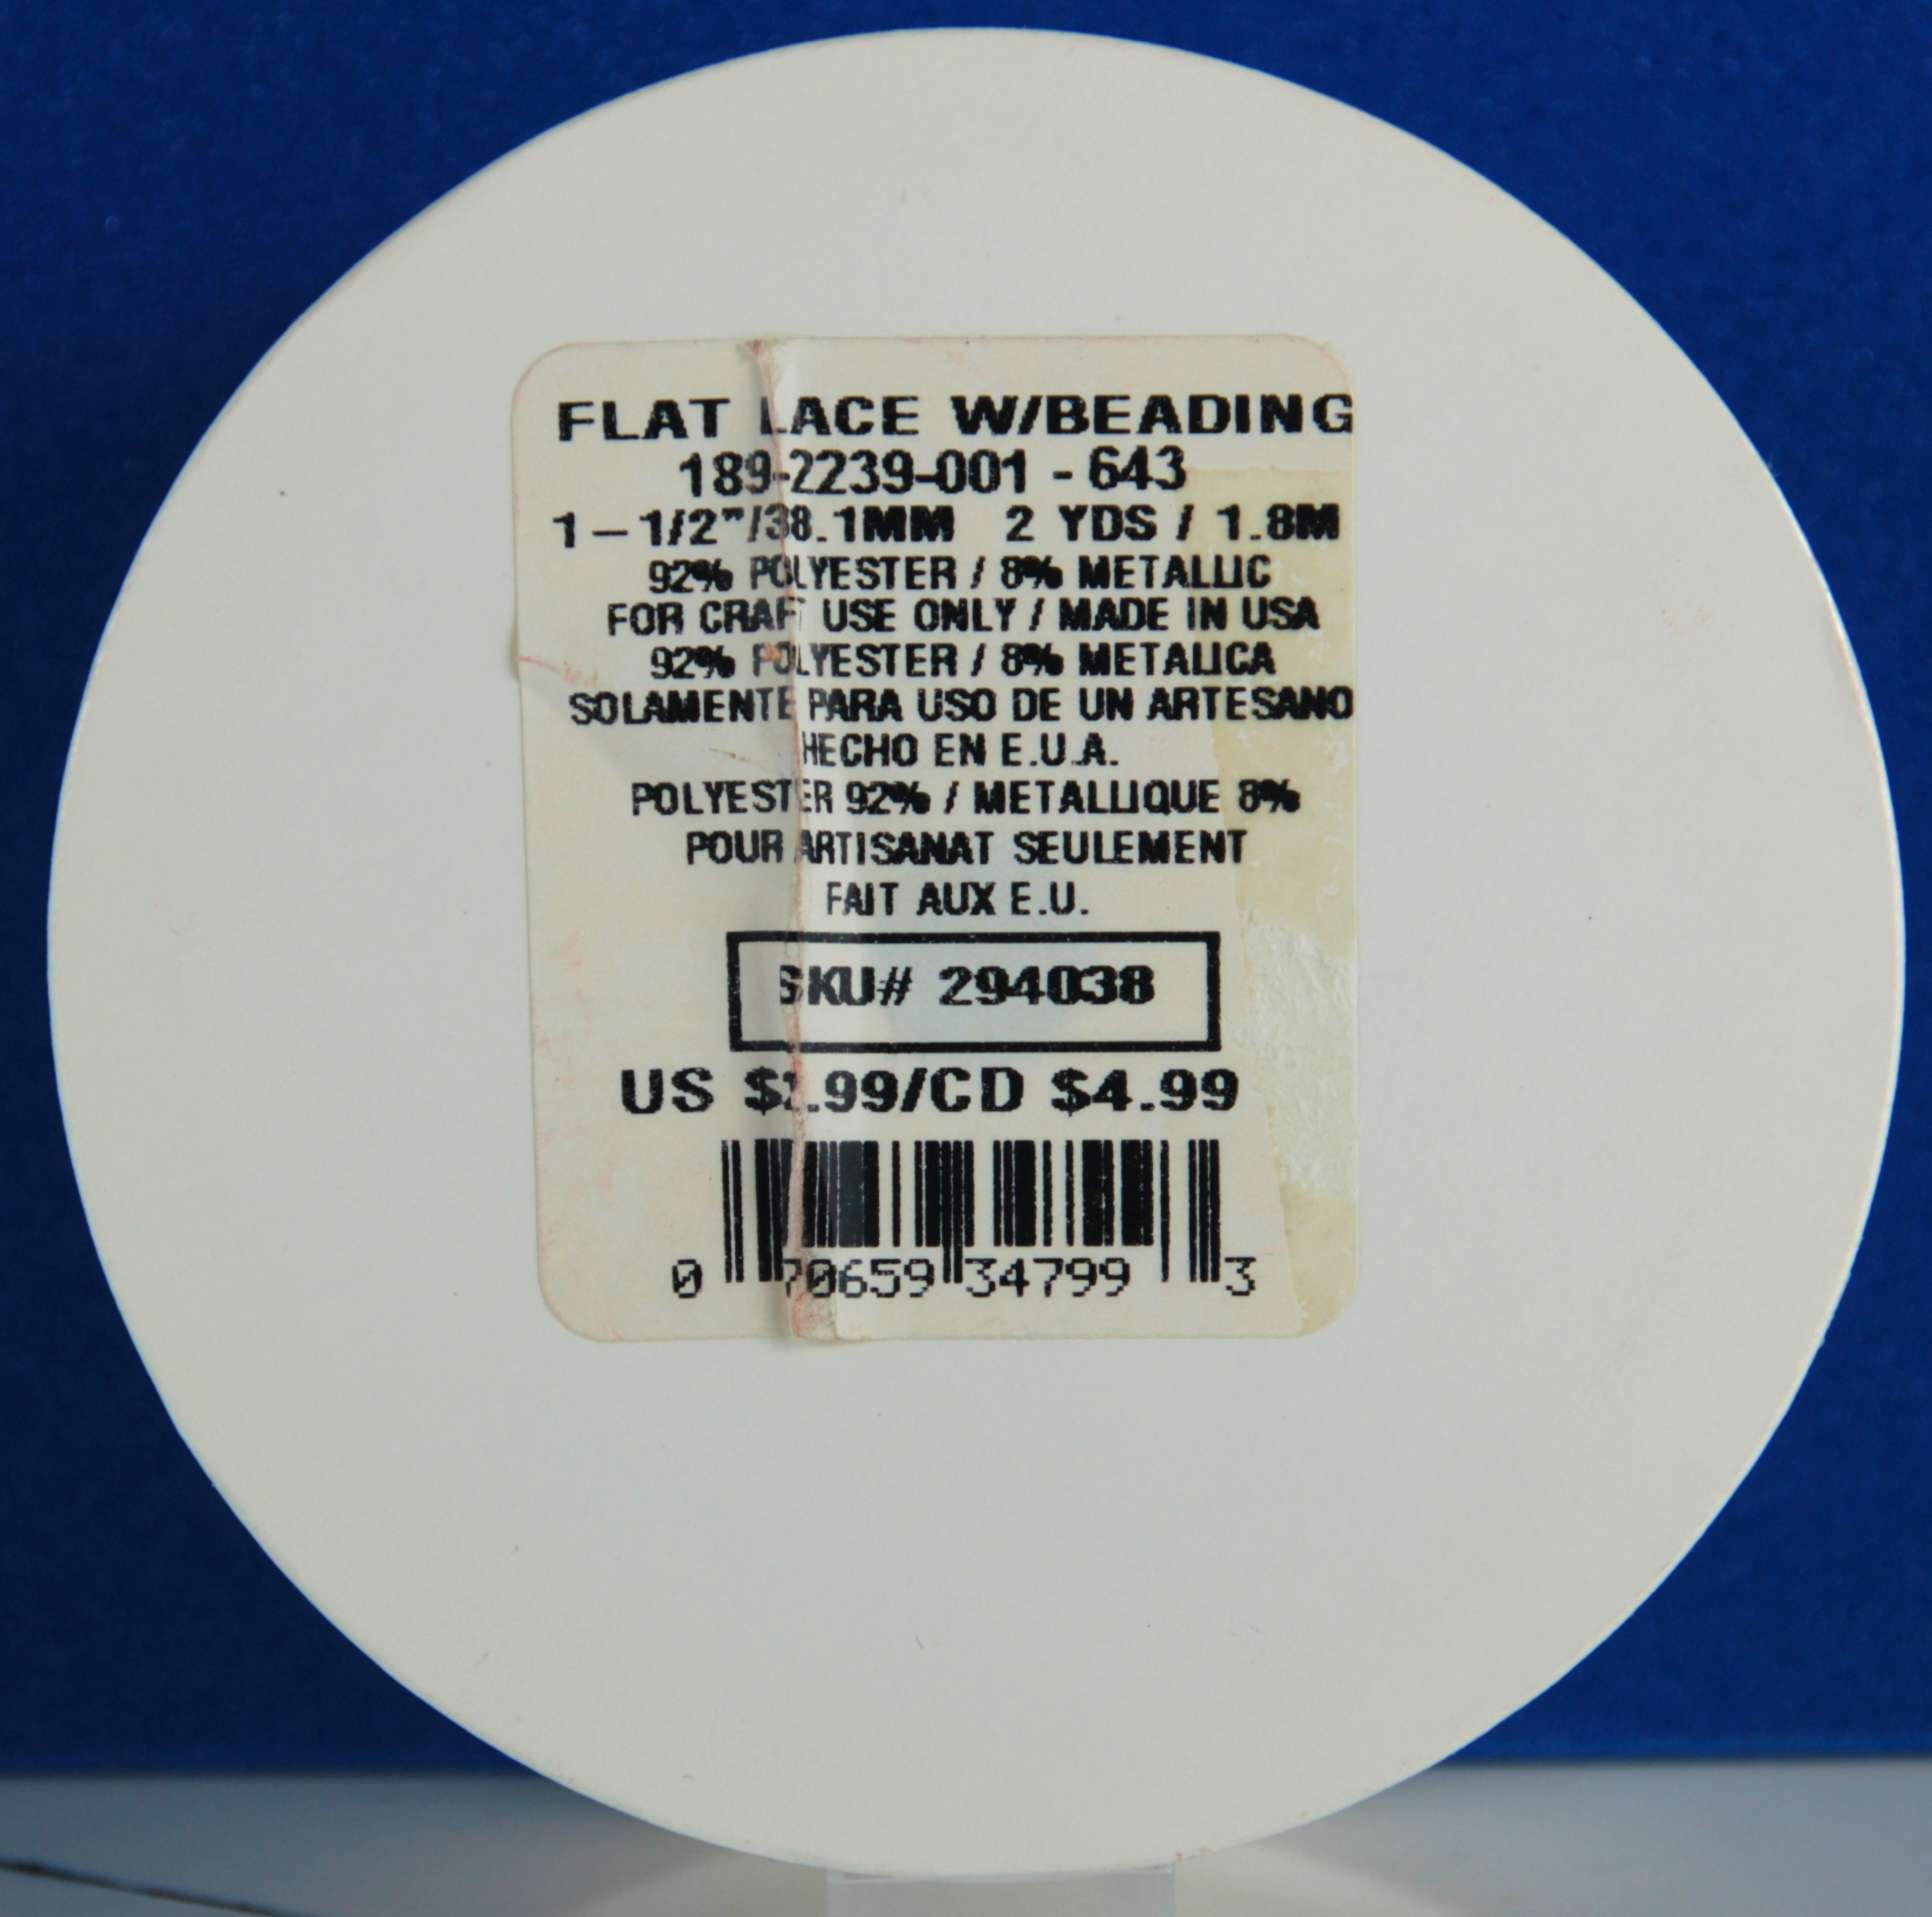 FLAT LACE W/BEADING
189-2239-001 - 643
1-1/2"/38.1MM 2 YDS / 1.8M
92% POLYESTER / 8% METALLIC
FOR CRAFT USE ONLY / MADE IN USA
92% POLYESTER / 8% METALICA
SOLAMENTE PARA USO DE UN ARTESANO
HECHO EN E.U.A.
POLYESTER 92% / METALLIQUE 8%
POUR ARTISANAT SEULEMENT
FAIT AUX E.U.
SKU# 294038
US /CD $4.99
0 70659 34799 3